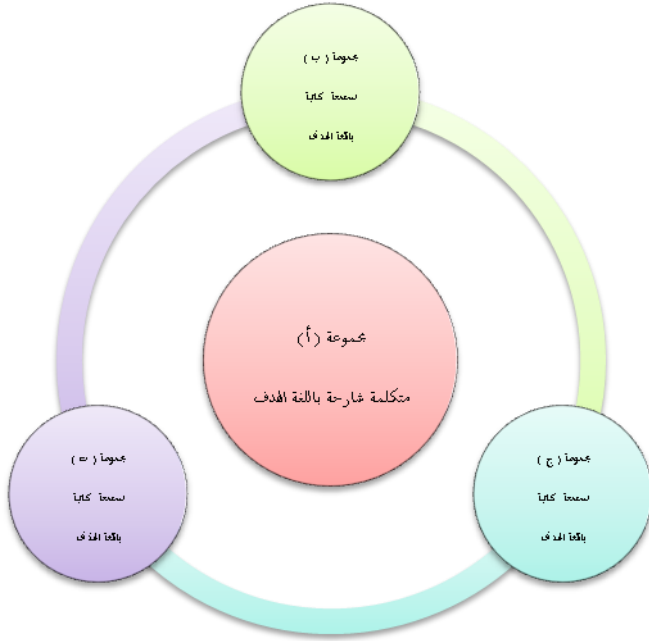 مجموعة ( ب )
مستمعة كاتبة
باللغة الهدف
مجموعة (أ)
متكلمة شارحة باللغة الهدف
مجموعة ( ت )
مستمعة كاتبة
باللغة الهدف
مجموعة ( ج )
مستمعة كاتبة
باللغة الهدف